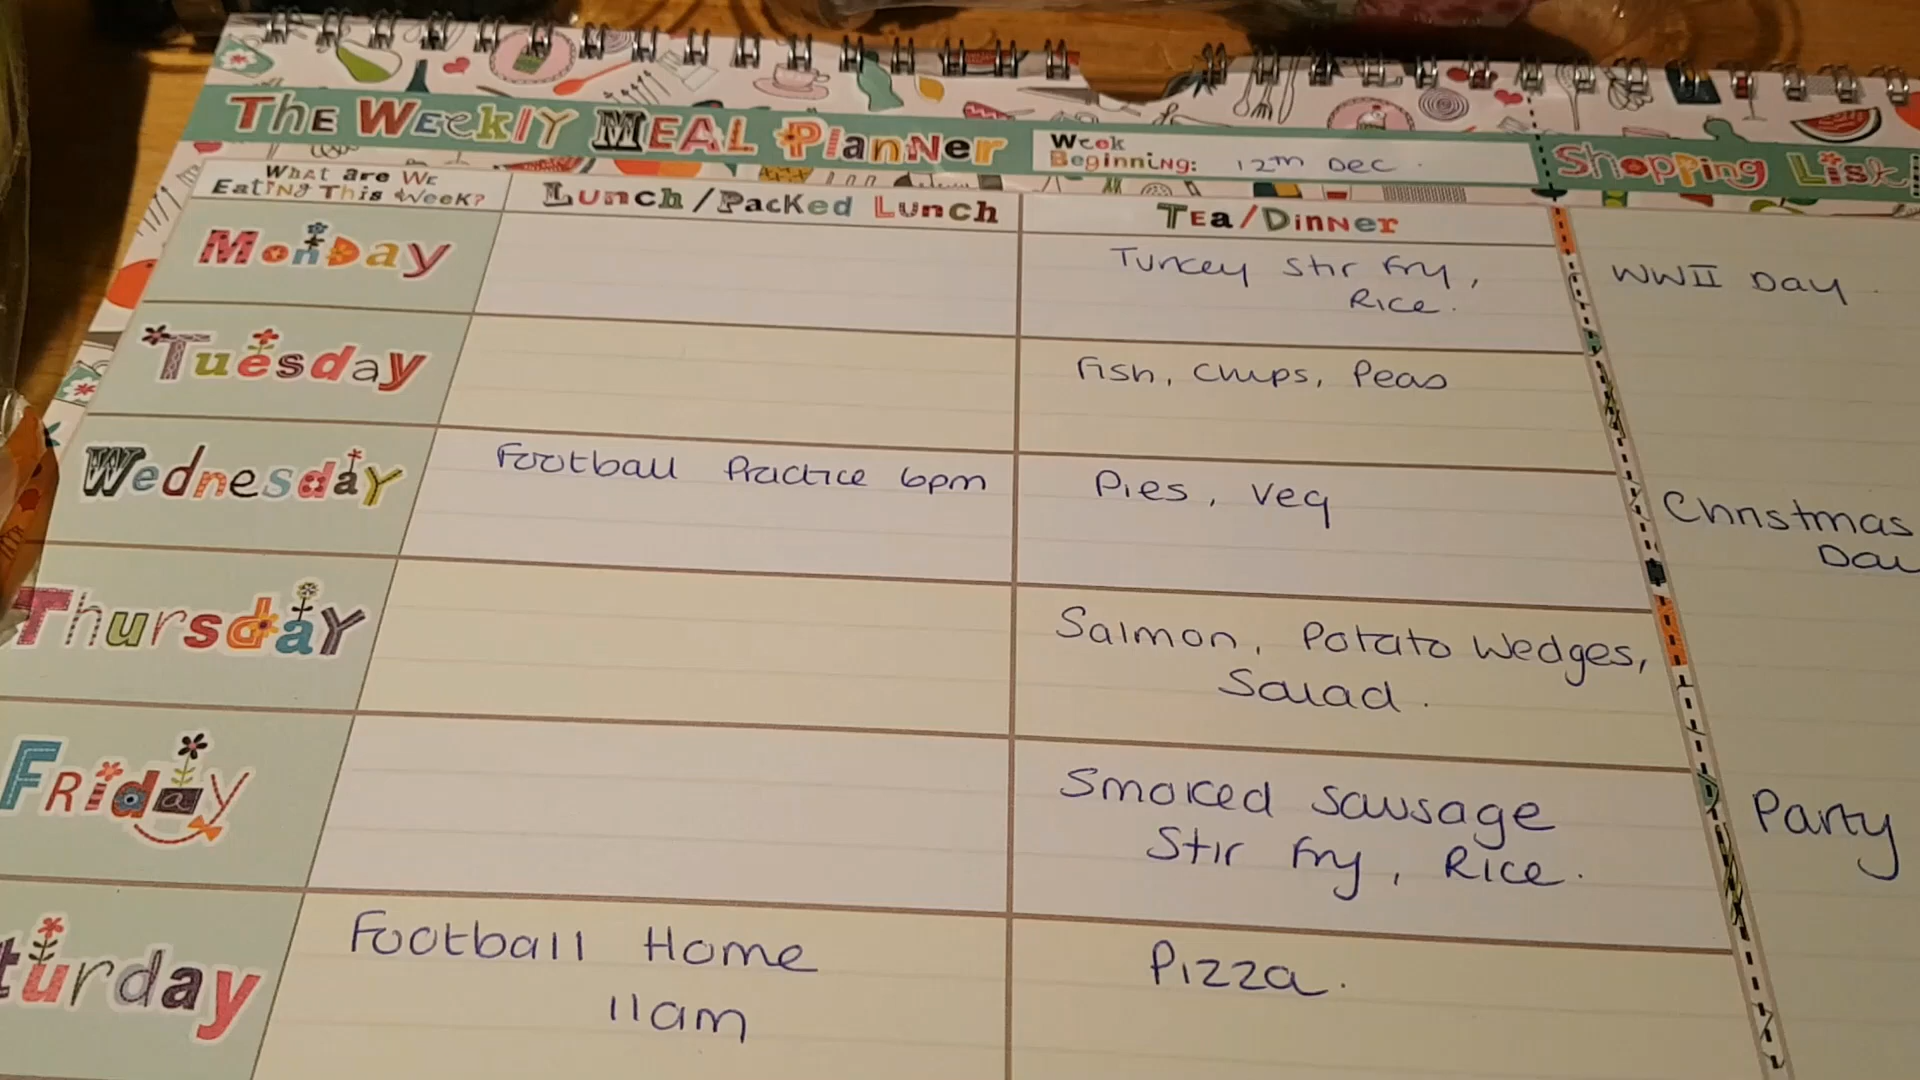 The Weekly Meal Planner
Week Beginning: 12th Dec.
Shopping List
What are We Eating This Week?
Lunch/Packed Lunch
Tea/Dinner
Monday
Turkey Stir Fry,
Rice.
WWII Day
Tuesday
Fish, Chips, Peas
Wednesday
Football Practice 6pm
Pies, Veg
Christmas
Thursday
Salmon, Potato Wedges,
Salad.
Friday
Smoked Sausage
Stir Fry, Rice.
Party
turday
Football Home
11am
Pizza.